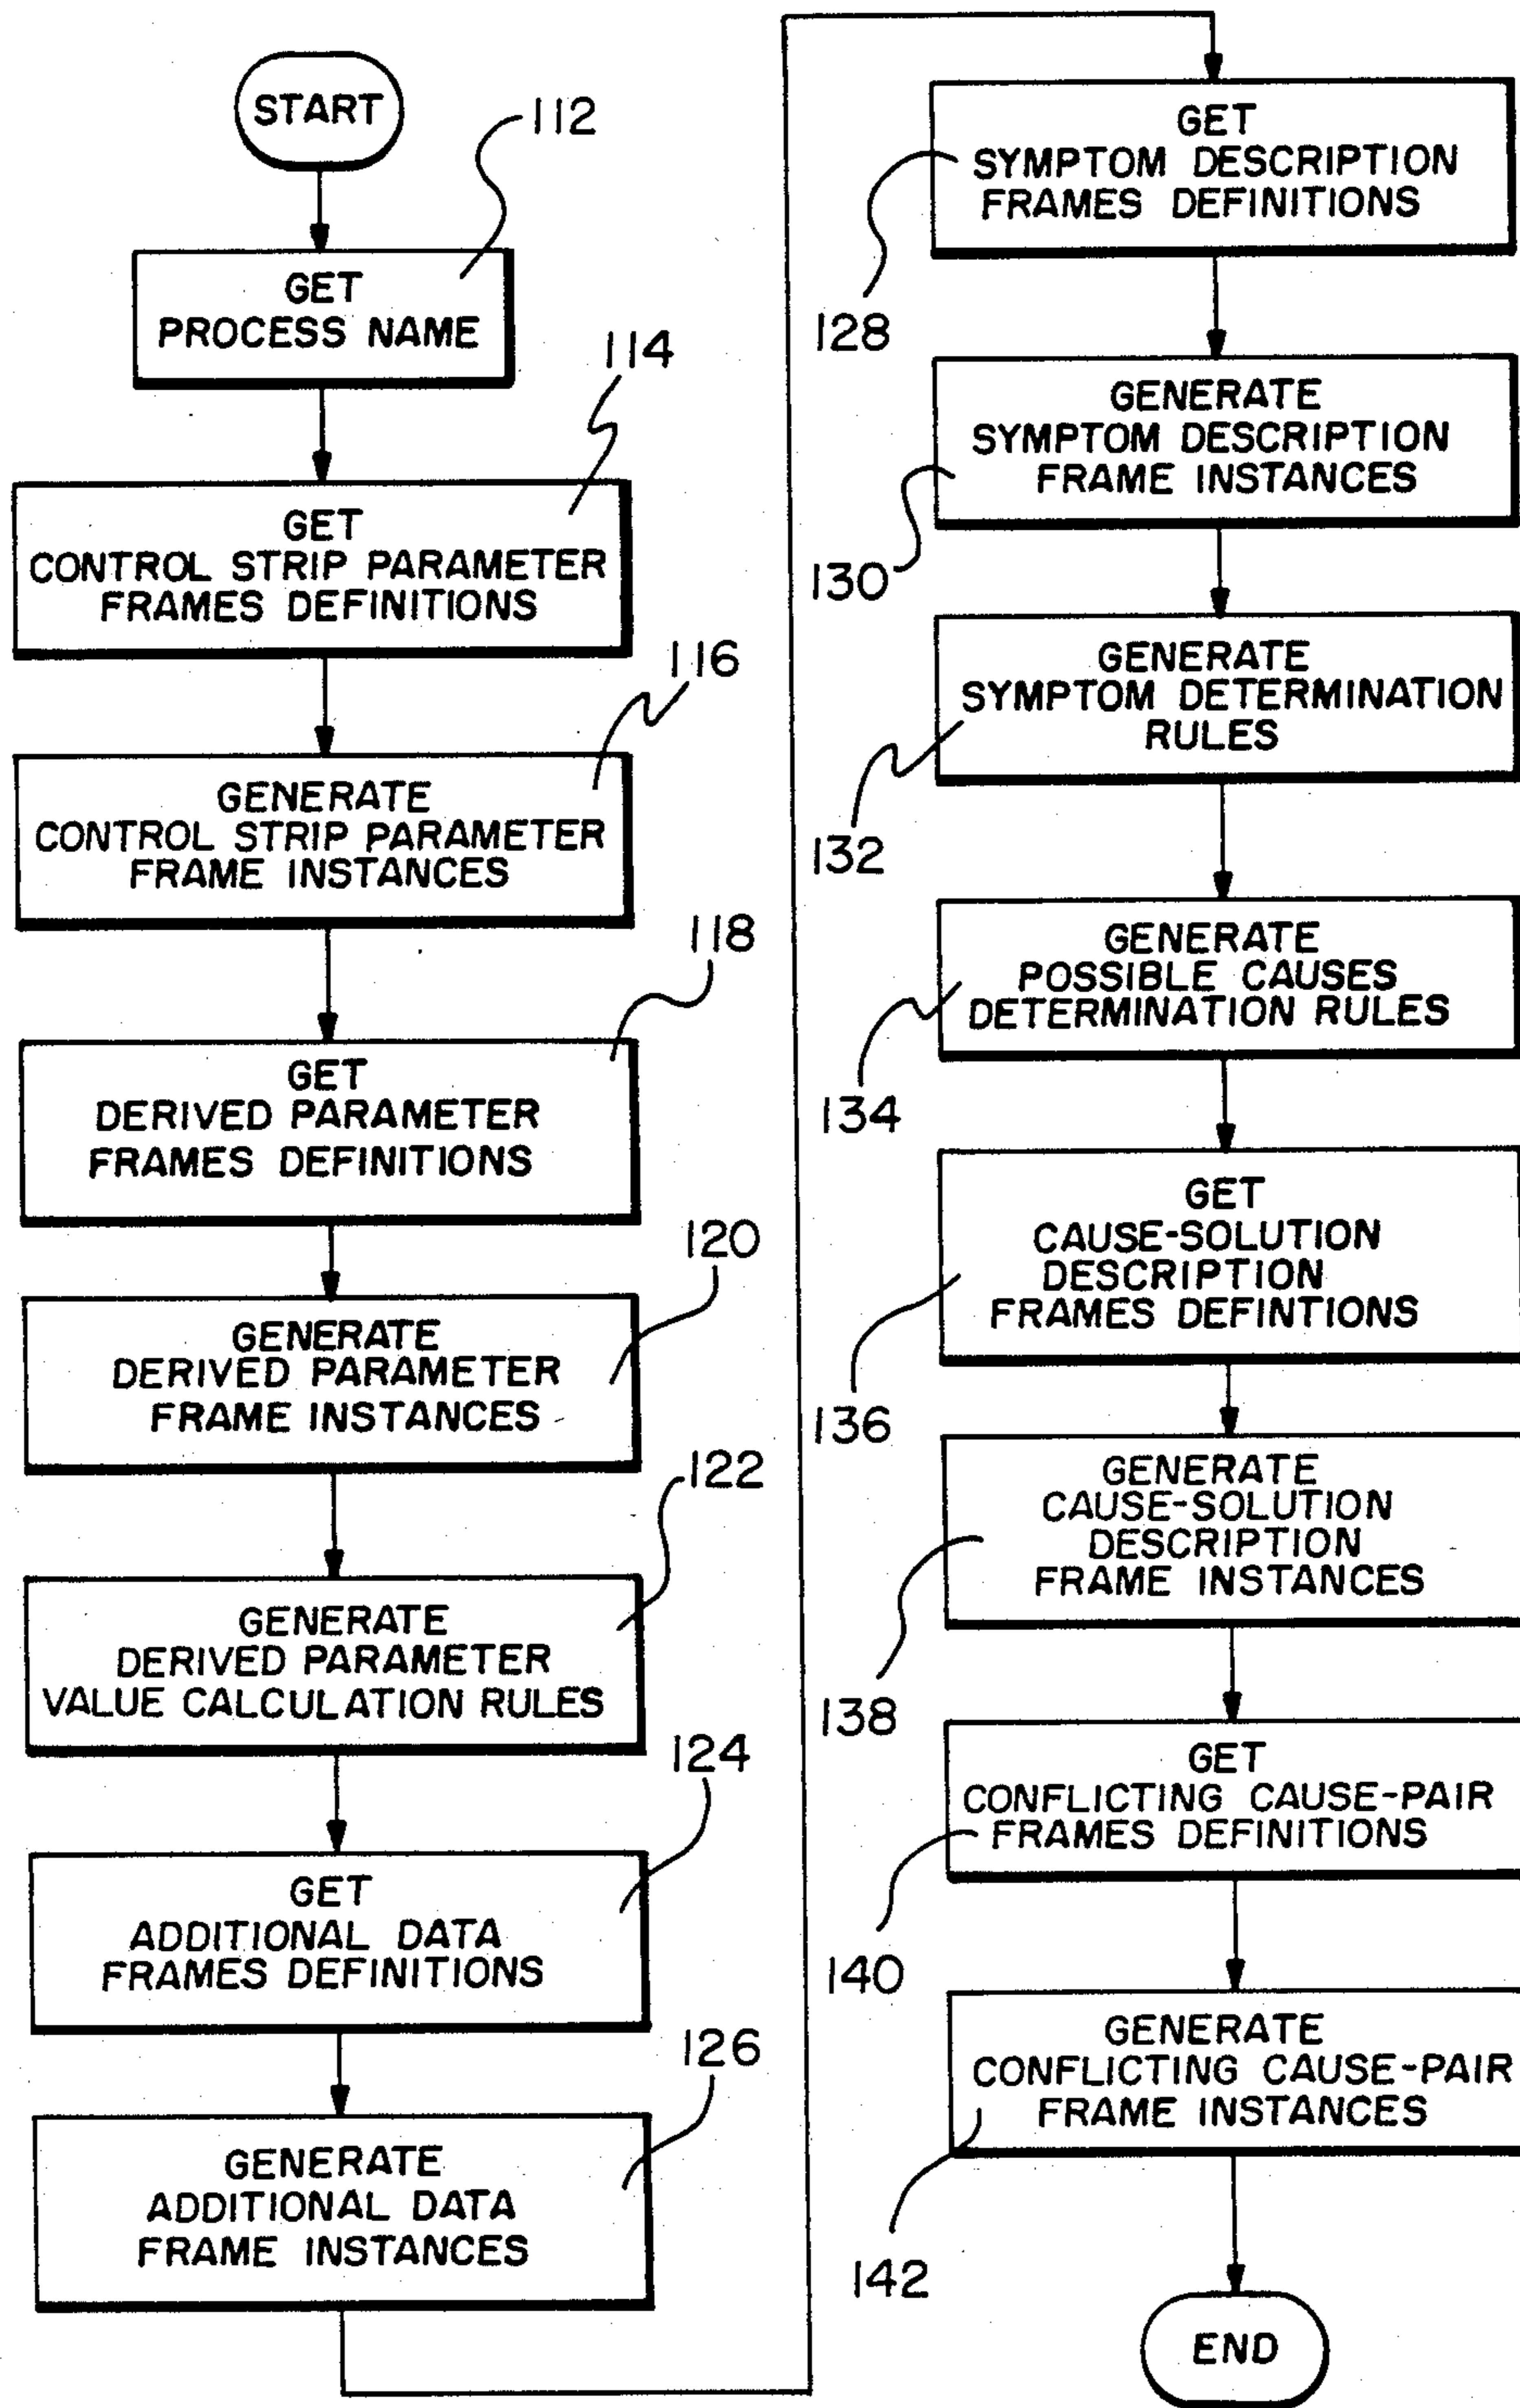 START
112
GET
PROCESS NAME
114
GET
CONTROL STRIP PARAMETER
FRAMES DEFINITIONS
116
GENERATE
CONTROL STRIP PARAMETER
FRAME INSTANCES
118
GET
DERIVED PARAMETER
FRAMES DEFINITIONS
120
GENERATE
DERIVED PARAMETER
FRAME INSTANCES
122
GENERATE
DERIVED PARAMETER
VALUE CALCULATION RULES
124
GET
ADDITIONAL DATA
FRAMES DEFINITIONS
126
GENERATE
ADDITIONAL DATA
FRAME INSTANCES
GET
SYMPTOM DESCRIPTION
FRAMES DEFINITIONS
128
GENERATE
SYMPTOM DESCRIPTION
FRAME INSTANCES
130
GENERATE
SYMPTOM DETERMINATION
RULES
132
GENERATE
POSSIBLE CAUSES
DETERMINATION RULES
134
GET
CAUSE-SOLUTION
DESCRIPTION
FRAMES DEFINTIONS
136
GENERATE
CAUSE-SOLUTION
DESCRIPTION
FRAME INSTANCES
138
GET
CONFLICTING CAUSE-PAIR
FRAMES DEFINITIONS
140
GENERATE
CONFLICTING CAUSE-PAIR
FRAME INSTANCES
142
END